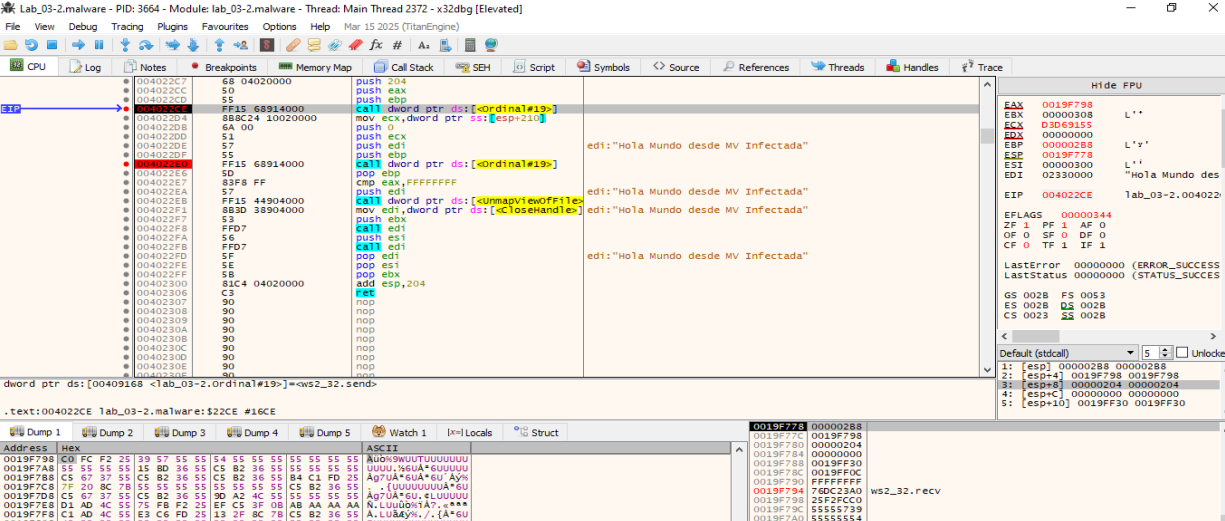 Lab_03-2.malware - PID: 3664 - Module: lab_03-2.malware - Thread: Main Thread 2372 - x32dbg [Elevated]
File View Debug Tracing Plugins Favourites Options Help Mar 15 2025 (TitanEngine)
CPU Log Notes Breakpoints Memory Map Call Stack SEH Script Symbols Source References Threads Handles Trace
004022C7 68 04020000 push 204
004022CC 50 push eax
004022CD 55 push ebp
EIP 004022CE FF15 68914000 call dword ptr ds:[<Ordinal#19>]
004022D4 8B8C24 10020000 mov ecx,dword ptr ss:[esp+210]
004022DB 6A 00 push 0
004022DD 51 push ecx
004022DE 57 push edi edi:"Hola Mundo desde MV Infectada"
004022DF 55 push ebp
004022E0 FF15 68914000 call dword ptr ds:[<Ordinal#19>]
004022E6 5D pop ebp
004022E7 83F8 FF cmp eax,FFFFFFFF
004022EA 57 push edi edi:"Hola Mundo desde MV Infectada"
004022EB FF15 44904000 call dword ptr ds:[<UnmapViewOfFile>
004022F1 8B3D 38904000 mov edi,dword ptr ds:[<CloseHandle>] edi:"Hola Mundo desde MV Infectada"
004022F7 53 push ebx
004022F8 FFD7 call edi
004022FA 56 push esi
004022FB FFD7 call edi
004022FD 5F pop edi edi:"Hola Mundo desde MV Infectada"
004022FE 5E pop esi
004022FF 5B pop ebx
00402300 81C4 04020000 add esp,204
00402306 C3 ret
00402307 90 nop
00402308 90 nop
00402309 90 nop
0040230A 90 nop
0040230B 90 nop
0040230C 90 nop
0040230D 90 nop
0040230E 90 nop
Hide FPU
EAX 0019F798
EBX 00000308
ECX D3D69155
EDX 00000000
EBP 000002B8
ESP 0019F778
ESI 00000300
EDI 02330000 "Hola Mundo des
EIP 004022CE lab_03-2.004022
EFLAGS 00000344
ZF 1 PF 1 AF 0
OF 0 SF 0 DF 0
CF 0 TF 1 IF 1
LastError 00000000 (ERROR_SUCCESS
LastStatus 00000000 (STATUS_SUCCES
GS 002B FS 0053
ES 002B DS 002B
CS 0023 SS 002B
Default (stdcall) 5 Unlocke
1: [esp] 000002B8 000002B8
2: [esp+4] 0019F798 0019F798
3: [esp+8] 00000204 00000204
4: [esp+C] 00000000 00000000
5: [esp+10] 0019FF30 0019FF30
dword ptr ds:[00409168 <lab_03-2.Ordinal#19>]=<ws2_32.send>
.text:004022CE lab_03-2.malware:$22CE #16CE
Dump 1 Dump 2 Dump 3 Dump 4 Dump 5 Watch 1 Locals Struct
Address Hex ASCII
0019F798 C0 FC F2 25 39 57 55 55 54 55 55 55 55 55 55 55
0019F7A8 55 55 55 55 15 BD 36 55 C5 B2 36 55 55 55 55 55
0019F7B8 C5 67 37 55 C5 B2 36 55 C5 B2 36 55 B4 C1 FD 25
0019F7C8 7F 20 8C 7B 55 55 55 55 55 55 55 55 C5 B2 36 55
0019F7D8 C5 67 37 55 C5 B2 36 55 9D A2 4C 55 55 55 55 55
0019F7E8 D1 AD 4C 55 75 FB F2 25 EF C5 3F 0B AB AA AA AA
0019F7F8 C1 AD 4C 55 E3 C6 FD 25 13 2F 8C 7B C5 B2 36 55
0019F778 000002B8
0019F77C 0019F798
0019F780 00000204
0019F784 00000000
0019F788 0019FF30
0019F78C 0019FF0C
0019F790 FFFFFFFF
0019F794 76DC23A0 ws2_32.recv
0019F798 25F2FCC0
0019F79C 55555739
0019F7A0 55555554